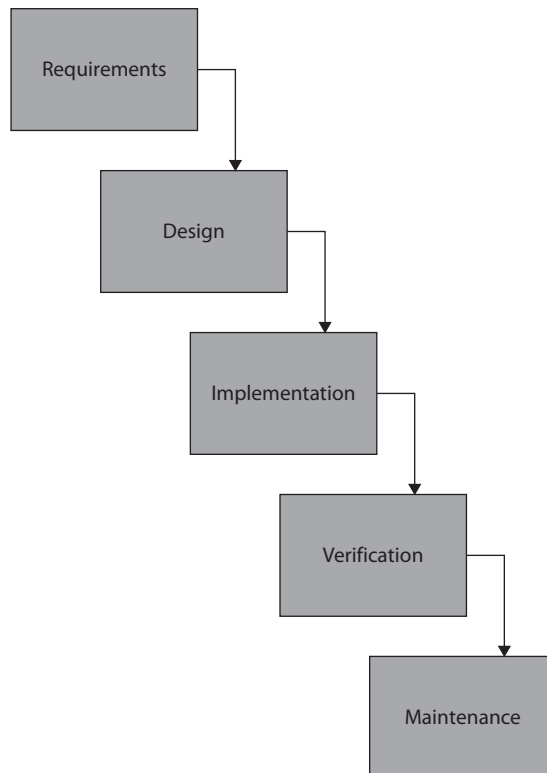 Requirements
Design
Implementation
Verification
Maintenance